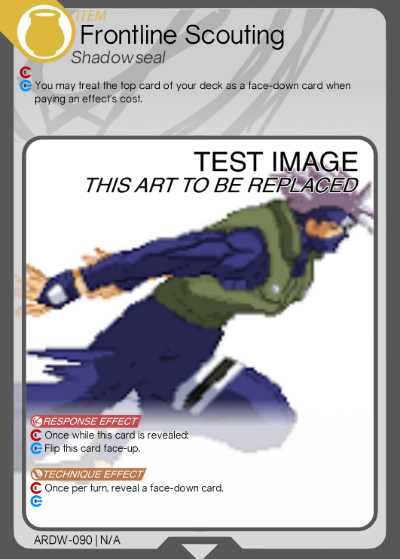 ITEM
Frontline Scouting
Shadowseal
C
C You may treat the top card of your deck as a face-down card when
paying an effect's cost.
TEST IMAGE
THIS ART TO BE REPLACED
RESPONSE EFFECT
C Once while this card is revealed:
C Flip this card face-up.
TECHNIQUE EFFECT
C Once per turn, reveal a face-down card.
C
ARDW-090 | N/A